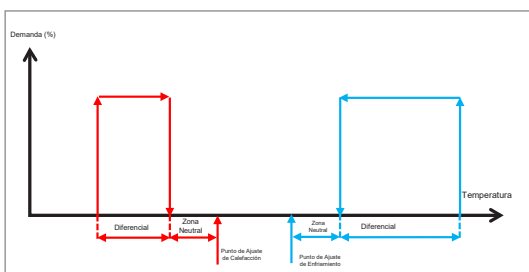 Demanda (%)
Temperatura
Diferencial
Zona
Neutral
Punto de Ajuste
de Calefacción
Zona
Neutral
Diferencial
Punto de Ajuste
de Enfriamiento